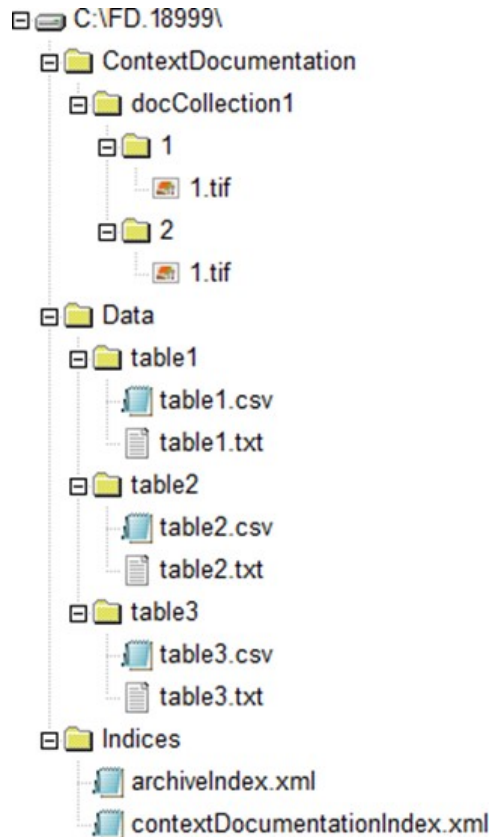 C:\FD.18999\
ContextDocumentation
docCollection1
1
1.tif
2
1.tif
Data
table1
table1.csv
table1.txt
table2
table2.csv
table2.txt
table3
table3.csv
table3.txt
Indices
archiveIndex.xml
contextDocumentationIndex.xml